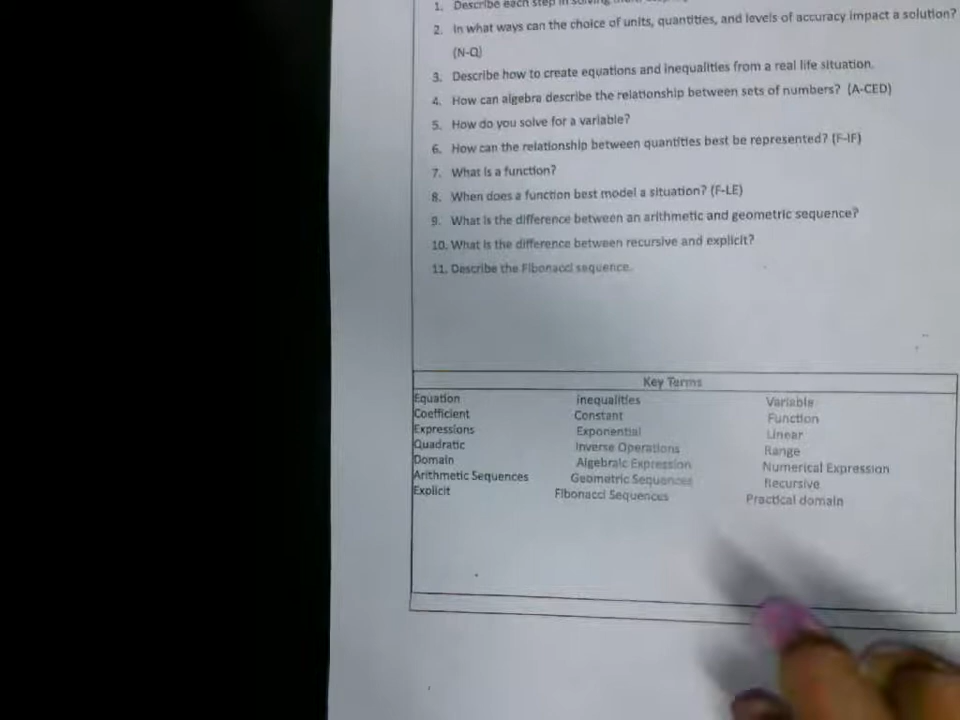 1. Describe each step in solving
2. In what ways can the choice of units, quantities, and levels of accuracy impact a solution?
(N-Q)
3. Describe how to create equations and inequalities from a real life situation.
4. How can algebra describe the relationship between sets of numbers? (A-CED)
5. How do you solve for a variable?
6. How can the relationship between quantities best be represented? (F-IF)
7. What is a function?
8. When does a function best model a situation? (F-LE)
9. What is the difference between an arithmetic and geometric sequence?
10. What is the difference between recursive and explicit?
11. Describe the Fibonacci sequence.
Key Terms
Equation inequalities Variable
Coefficient Constant Function
Expressions Exponential Linear
Quadratic Inverse Operations Range
Domain Algebraic Expression Numerical Expression
Arithmetic Sequences Geometric Sequences Recursive
Explicit Fibonacci Sequences Practical domain